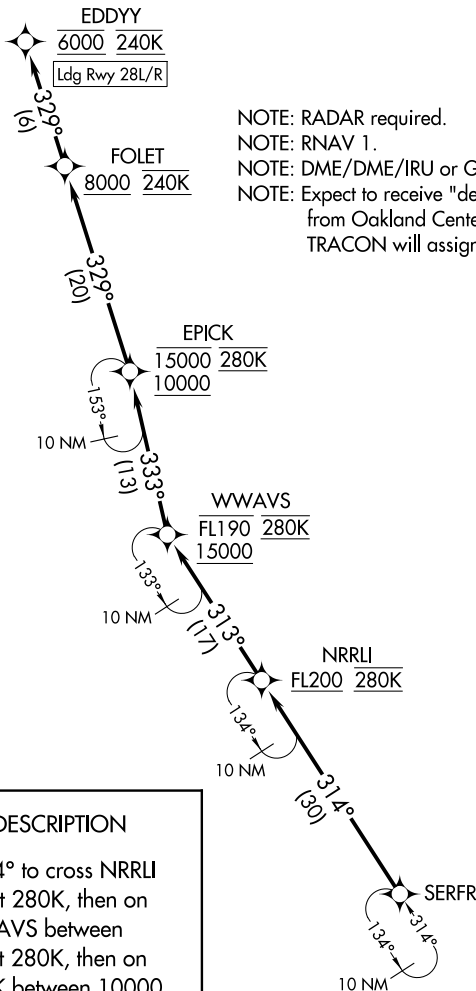 EDDYY
6000 240K
Ldg Rwy 28L/R
329°
(6)
FOLET
8000 240K
NOTE: RADAR required.
NOTE: RNAV 1.
NOTE: DME/DME/IRU or G
NOTE: Expect to receive "de
from Oakland Cente
TRACON will assign
329°
(20)
EPICK
15000 280K
10000
153°
10 NM
333°
(13)
WWAVS
FL190 280K
15000
133°
10 NM
313°
(17)
NRRLI
FL200 280K
134°
10 NM
314°
(30)
SERFR
134°
314°
10 NM
DESCRIPTION
4° to cross NRRLI
t 280K, then on
AVS between
t 280K, then on
K between 10000